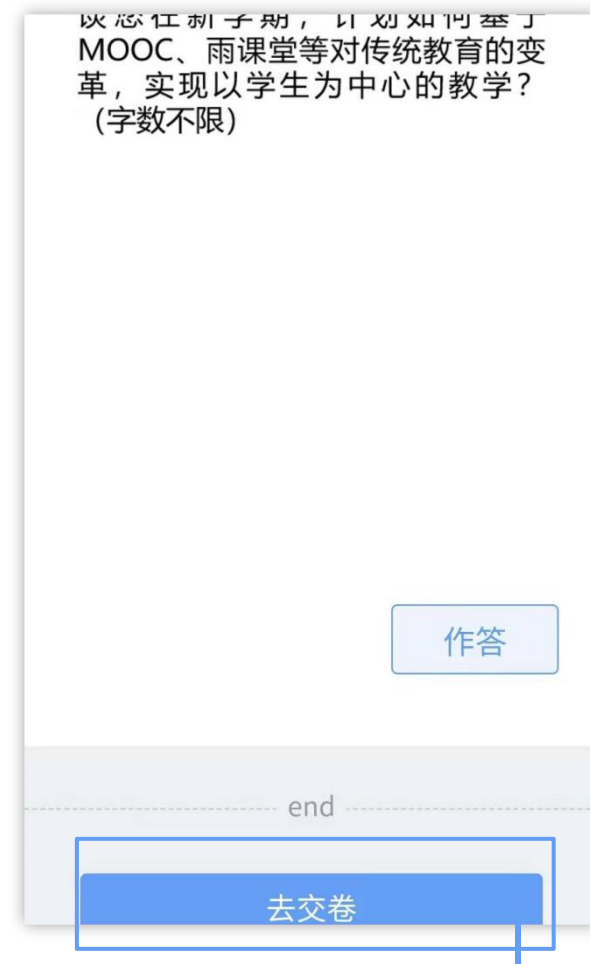 谈您在新学期，计划如何基于
MOOC、雨课堂等对传统教育的变
革，实现以学生为中心的教学？
（字数不限）
作答
end
去交卷